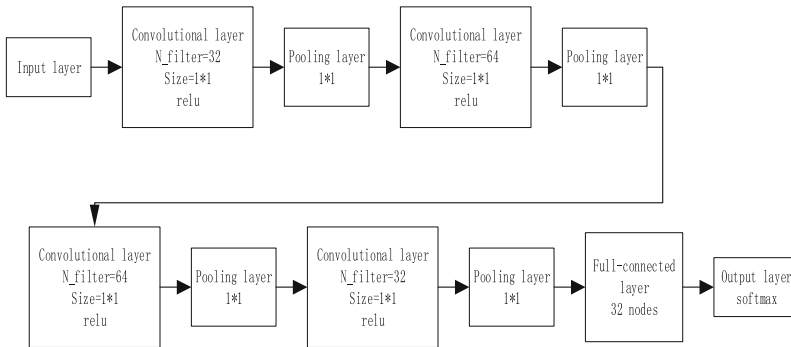 Input layer
Convolutional layer
N_filter=32
Size=1*1
relu
Pooling layer
1*1
Convolutional layer
N_filter=64
Size=1*1
relu
Pooling layer
1*1
Convolutional layer
N_filter=64
Size=1*1
relu
Pooling layer
1*1
Convolutional layer
N_filter=32
Size=1*1
relu
Pooling layer
1*1
Full-connected
layer
32 nodes
Output layer
softmax